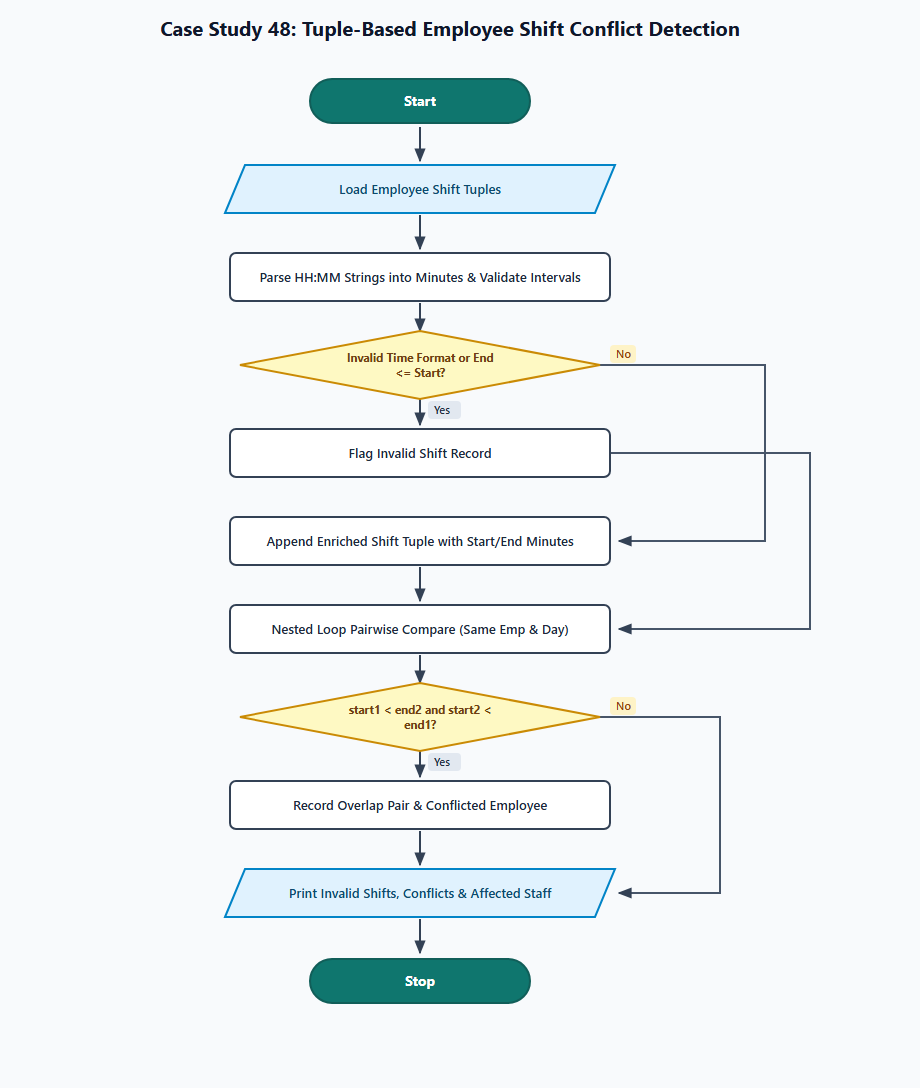 Case Study 48: Tuple-Based Employee Shift Conflict Detection
Start
Load Employee Shift Tuples
Parse HH:MM Strings into Minutes & Validate Intervals
Invalid Time Format or End
<= Start?
No
Yes
Flag Invalid Shift Record
Append Enriched Shift Tuple with Start/End Minutes
Nested Loop Pairwise Compare (Same Emp & Day)
start1 < end2 and start2 <
end1?
No
Yes
Record Overlap Pair & Conflicted Employee
Print Invalid Shifts, Conflicts & Affected Staff
Stop